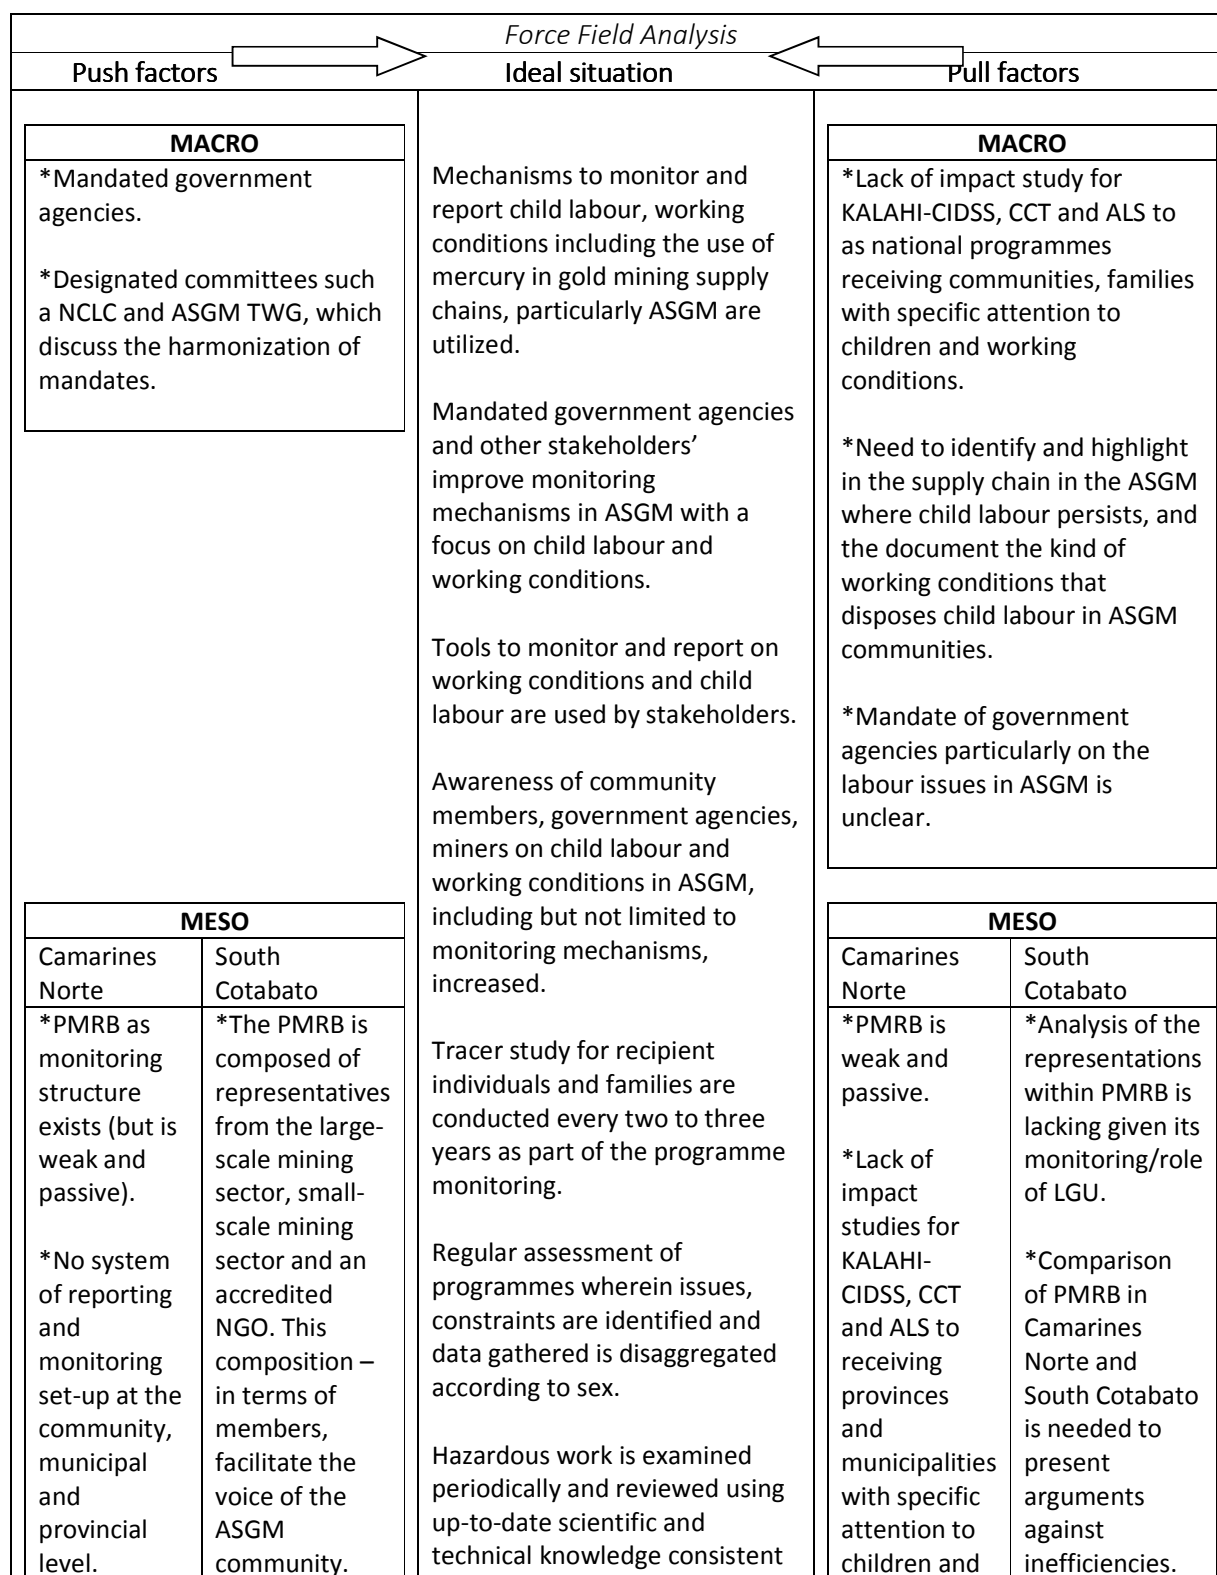 Force Field Analysis
Push factors
Ideal situation
Pull factors
MACRO
*Mandated government
agencies.
*Designated committees such
a NCLC and ASGM TWG, which
discuss the harmonization of
mandates.
MESO
Camarines
Norte
*PMRB as
monitoring
structure
exists (but is
weak and
passive).
*No system
of reporting
and
monitoring
set-up at the
community,
municipal
and
provincial
level.
South
Cotabato
*The PMRB is
composed of
representatives
from the large-
scale mining
sector, small-
scale mining
sector and an
accredited
NGO. This
composition –
in terms of
members,
facilitate the
voice of the
ASGM
community.
Mechanisms to monitor and
report child labour, working
conditions including the use of
mercury in gold mining supply
chains, particularly ASGM are
utilized.
Mandated government agencies
and other stakeholders’
improve monitoring
mechanisms in ASGM with a
focus on child labour and
working conditions.
Tools to monitor and report on
working conditions and child
labour are used by stakeholders.
Awareness of community
members, government agencies,
miners on child labour and
working conditions in ASGM,
including but not limited to
monitoring mechanisms,
increased.
Tracer study for recipient
individuals and families are
conducted every two to three
years as part of the programme
monitoring.
Regular assessment of
programmes wherein issues,
constraints are identified and
data gathered is disaggregated
according to sex.
Hazardous work is examined
periodically and reviewed using
up-to-date scientific and
technical knowledge consistent
MACRO
*Lack of impact study for
KALAHI-CIDSS, CCT and ALS to
as national programmes
receiving communities, families
with specific attention to
children and working
conditions.
*Need to identify and highlight
in the supply chain in the ASGM
where child labour persists, and
the document the kind of
working conditions that
disposes child labour in ASGM
communities.
*Mandate of government
agencies particularly on the
labour issues in ASGM is
unclear.
MESO
Camarines
Norte
*PMRB is
weak and
passive.
*Lack of
impact
studies for
KALAHI-
CIDSS, CCT
and ALS to
receiving
provinces
and
municipalities
with specific
attention to
children and
South
Cotabato
*Analysis of the
representations
within PMRB is
lacking given its
monitoring/role
of LGU.
*Comparison
of PMRB in
Camarines
Norte and
South Cotabato
is needed to
present
arguments
against
inefficiencies.